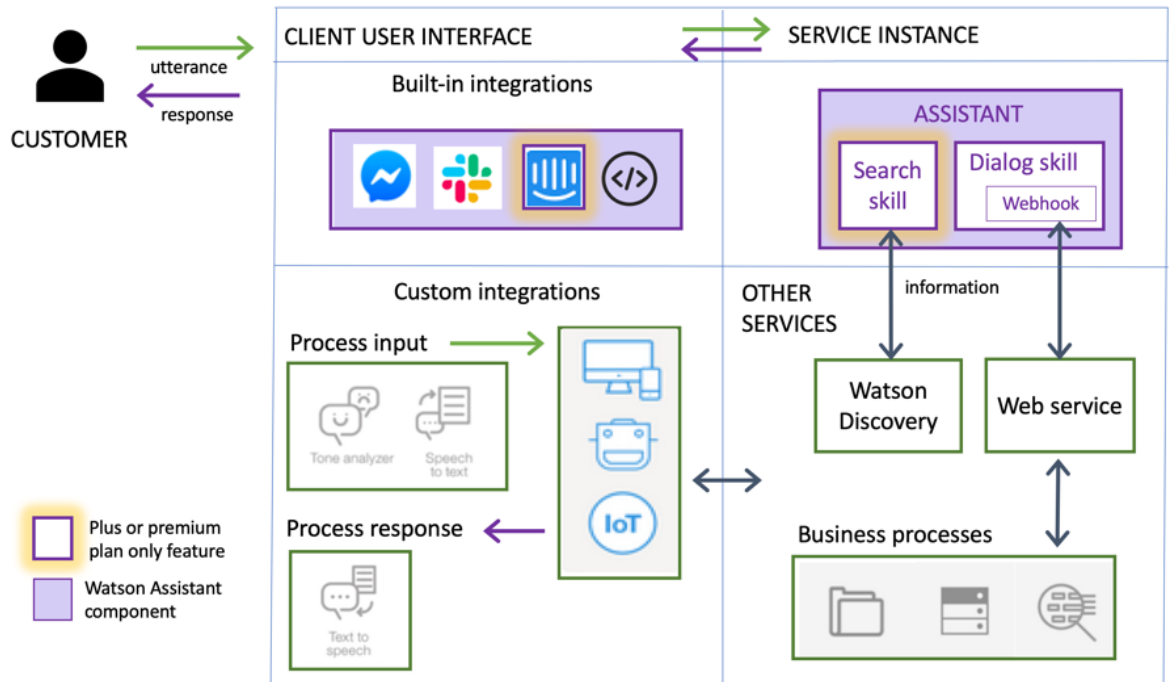 CLIENT USER INTERFACE
SERVICE INSTANCE
utterance
response
CUSTOMER
Built-in integrations
</>
ASSISTANT
Search
skill
Dialog skill
Webhook
Custom integrations
Process input
Tone analyzer
Speech
to text
IoT
Process response
Text to
speech
OTHER
SERVICES
information
Watson
Discovery
Web service
Business processes
Plus or premium
plan only feature
Watson Assistant
component